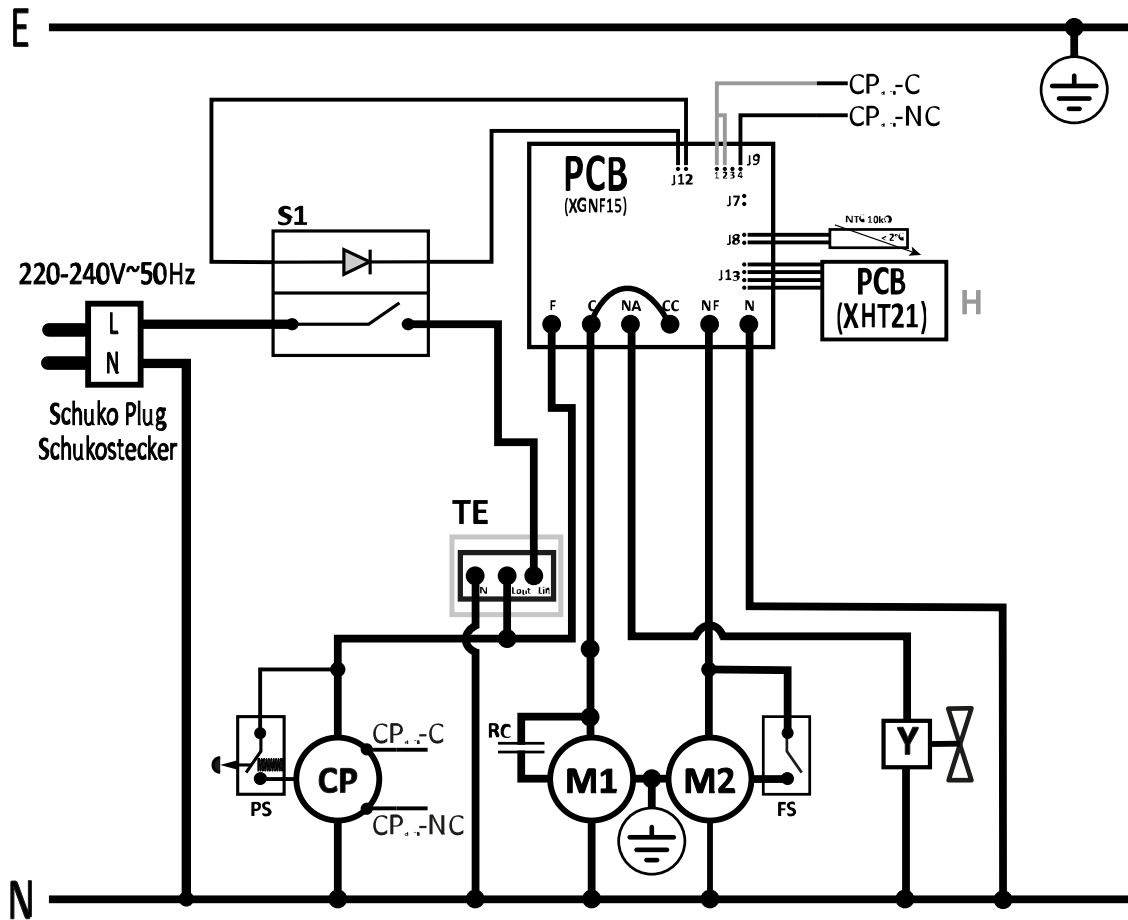 E
CP-C
CP-NC
PCB
(XGNF15)
J12
1 2 3 4
J9
J7
S1
220-240V~50Hz
L
N
Schuko Plug
Schukostecker
J8
NTC 10kΩ
< 2°C
J13
PCB
(XHT21)
H
F C NA CC NF N
TE
N Lout Lin
CP-C
RC
PS
CP
M1
M2
FS
Y
CP-NC
N